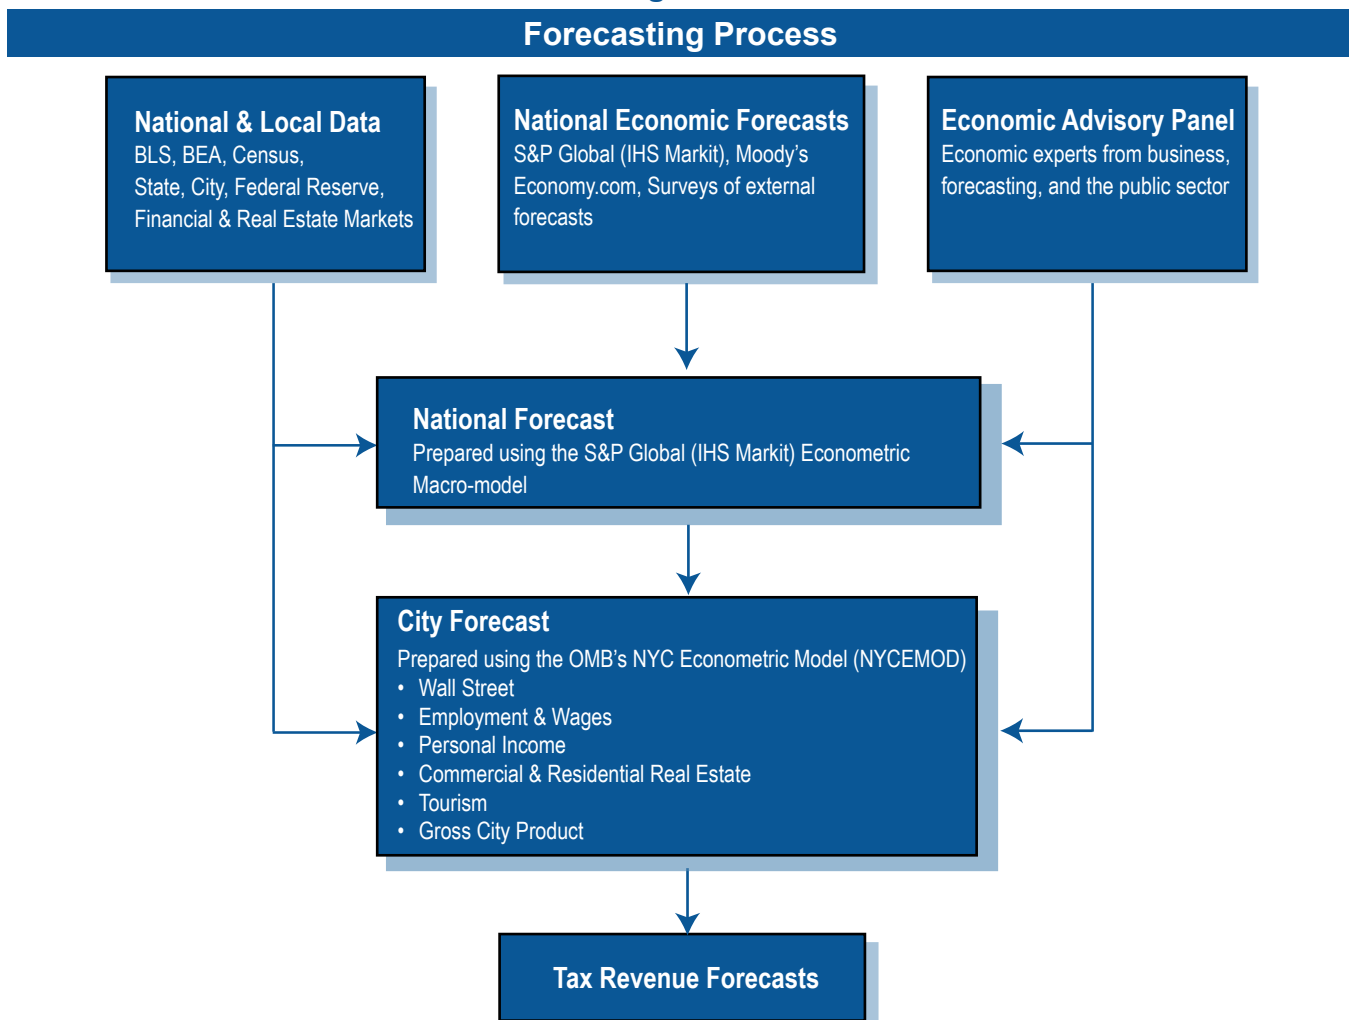 Forecasting Process
National & Local Data
BLS, BEA, Census,
State, City, Federal Reserve,
Financial & Real Estate Markets
National Economic Forecasts
S&P Global (IHS Markit), Moody's
Economy.com, Surveys of external
forecasts
Economic Advisory Panel
Economic experts from business,
forecasting, and the public sector
National Forecast
Prepared using the S&P Global (IHS Markit) Econometric
Macro-model
City Forecast
Prepared using the OMB's NYC Econometric Model (NYCEMOD)
• Wall Street
• Employment & Wages
• Personal Income
• Commercial & Residential Real Estate
• Tourism
• Gross City Product
Tax Revenue Forecasts